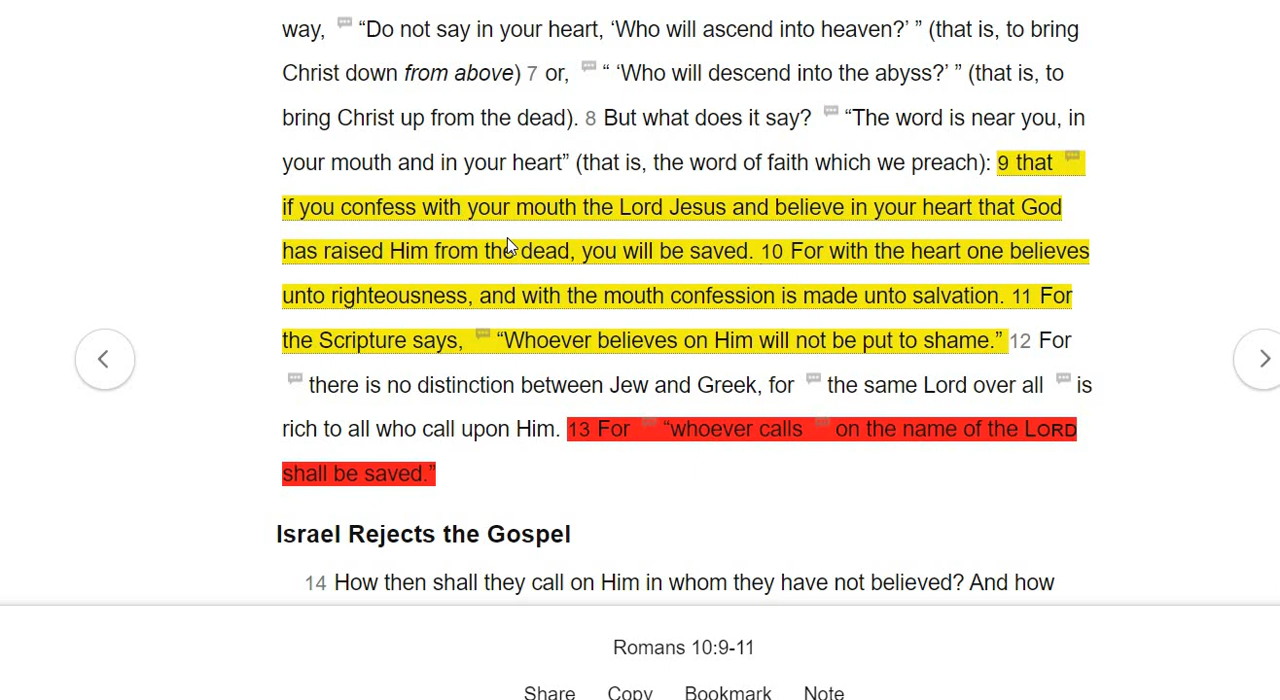 way, “Do not say in your heart, ‘Who will ascend into heaven?’ ” (that is, to bring
Christ down from above) 7 or, “ ‘Who will descend into the abyss?’ ” (that is, to
bring Christ up from the dead). 8 But what does it say? “The word is near you, in
your mouth and in your heart” (that is, the word of faith which we preach): 9 that
if you confess with your mouth the Lord Jesus and believe in your heart that God
has raised Him from the dead, you will be saved. 10 For with the heart one believes
unto righteousness, and with the mouth confession is made unto salvation. 11 For
the Scripture says, “Whoever believes on Him will not be put to shame.” 12 For
there is no distinction between Jew and Greek, for the same Lord over all is
rich to all who call upon Him. 13 For “whoever calls on the name of the LORD
shall be saved.”
Israel Rejects the Gospel
14 How then shall they call on Him in whom they have not believed? And how
Romans 10:9-11
Share Copy Bookmark Note